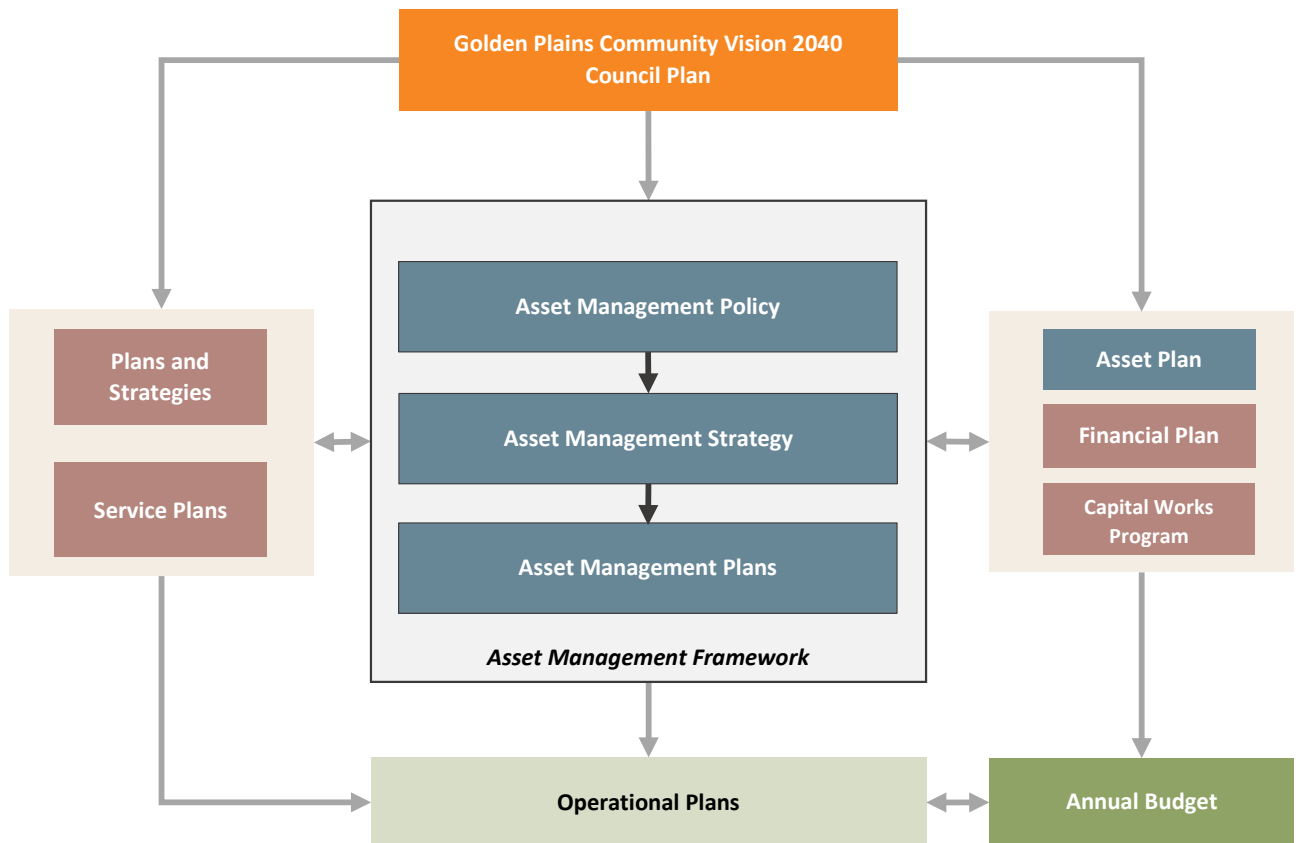 Golden Plains Community Vision 2040
Council Plan
Plans and
Strategies
Service Plans
Asset Management Policy
Asset Management Strategy
Asset Management Plans
Asset Management Framework
Asset Plan
Financial Plan
Capital Works
Program
Operational Plans
Annual Budget